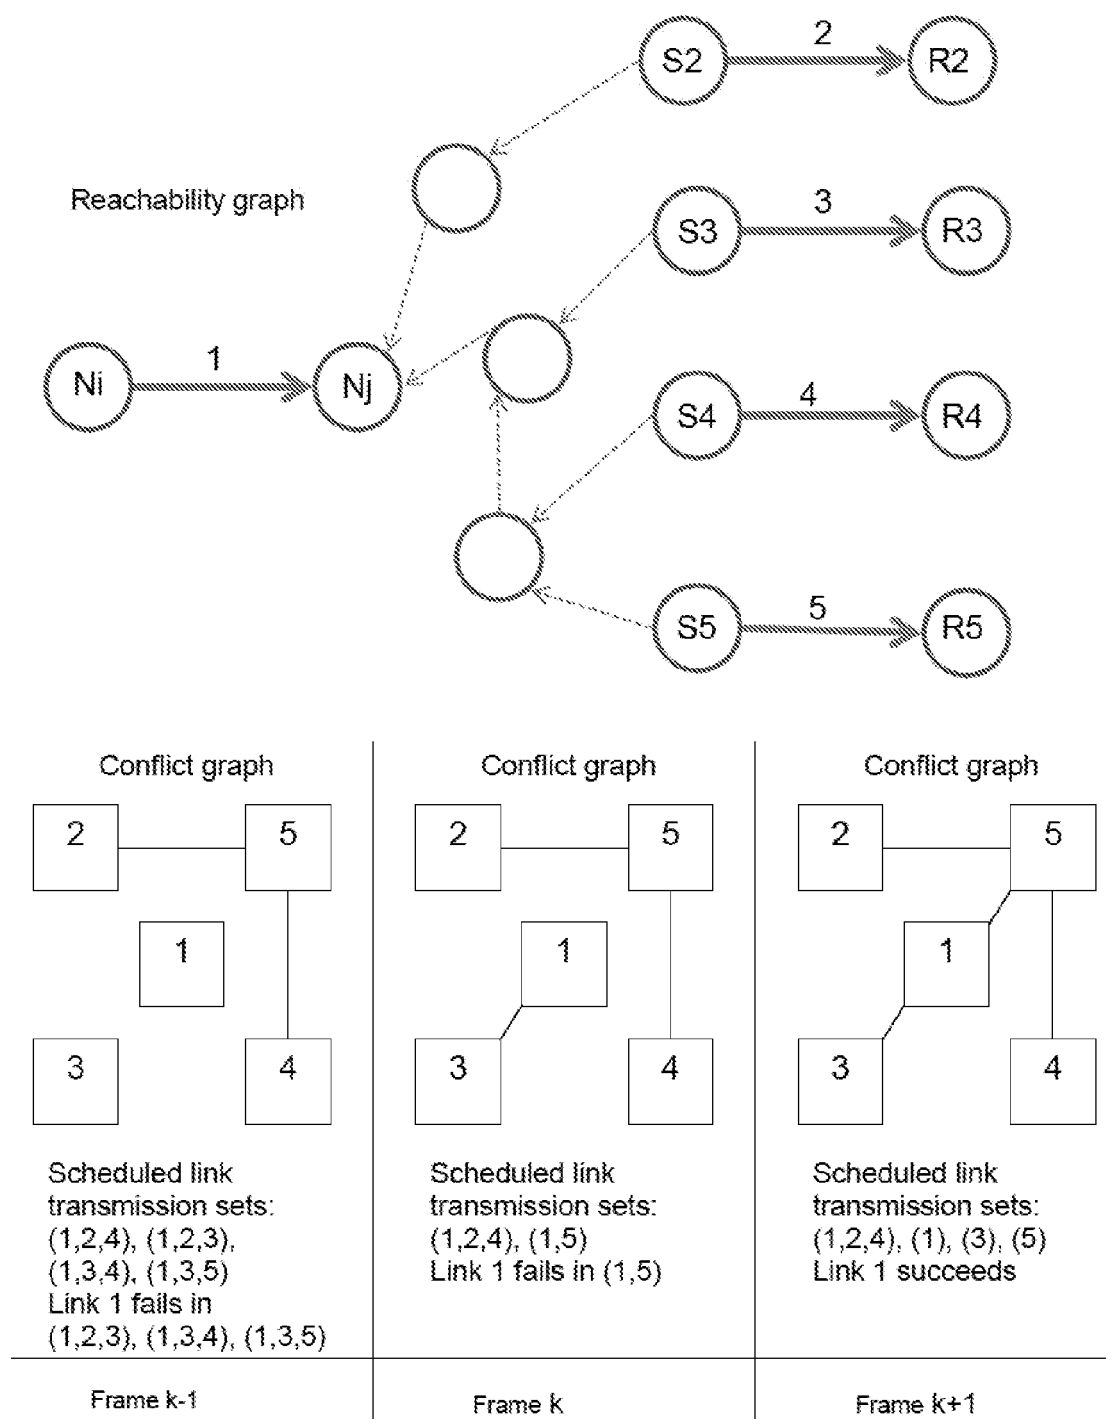 2
S2
R2
Reachability graph
3
S3
R3
1
Ni
Nj
4
S4
R4
5
S5
R5
Conflict graph
2
5
1
3
4
Scheduled link
transmission sets:
(1,2,4), (1,2,3),
(1,3,4), (1,3,5)
Link 1 fails in
(1,2,3), (1,3,4), (1,3,5)
Frame k-1
Conflict graph
2
5
1
3
4
Scheduled link
transmission sets:
(1,2,4), (1,5)
Link 1 fails in (1,5)
Frame k
Conflict graph
2
5
1
3
4
Scheduled link
transmission sets:
(1,2,4), (1), (3), (5)
Link 1 succeeds
Frame k+1